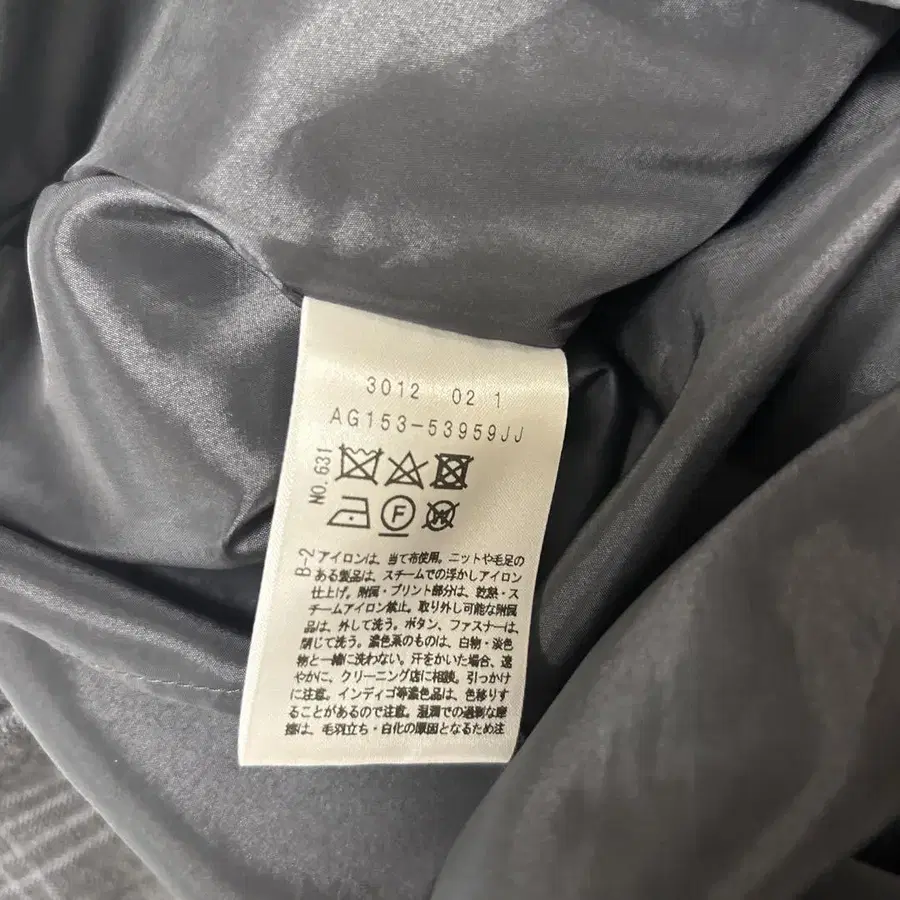 3012 02 1
AG153-53959JJ
NO.631
F
W
B-2
アイロンは、当て布使用。ニットや毛足の
ある製品は、スチームでの浮かしアイロン
仕上げ。附図・プリント部分は、乾熱・ス
チームアイロン禁止。取り外し可能な附図
品は、外して洗う。ボタン、ファスナーは、
閉じて洗う。濃色系のものは、白物・淡色
物と一緒に洗わない。汗をかいた場合、速
やかに、クリーニング店に相談。引っかけ
に注意。インディゴ等濃色品は、色移りす
ることがあるので注意。湿潤での過剰な摩
擦は、毛羽立ち・白化の原因となるため注